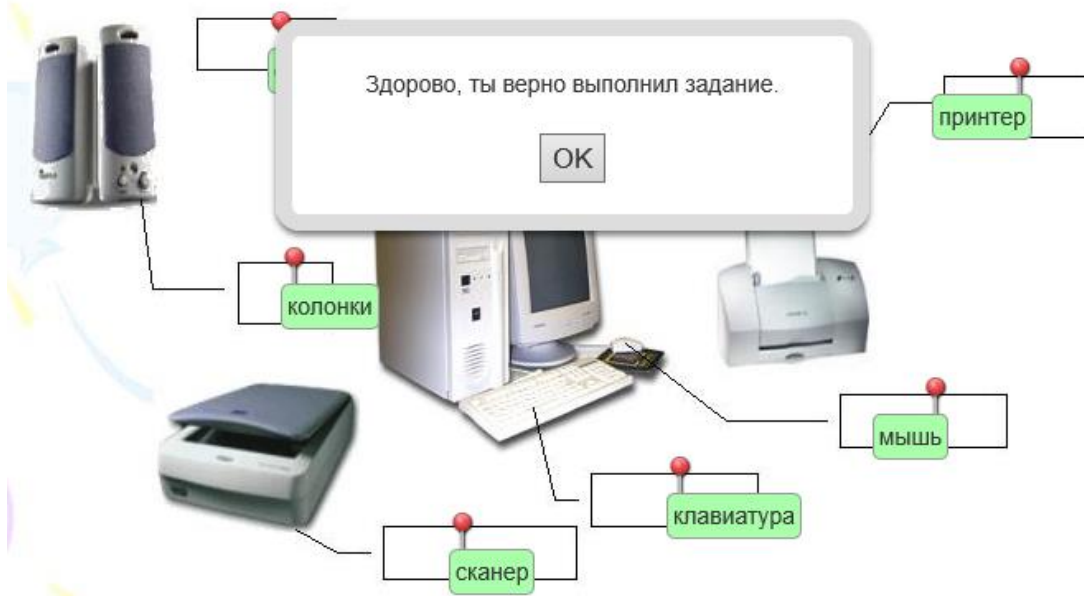 Здорово, ты верно выполнил задание.
OK
принтер
колонки
мышь
клавиатура
сканер